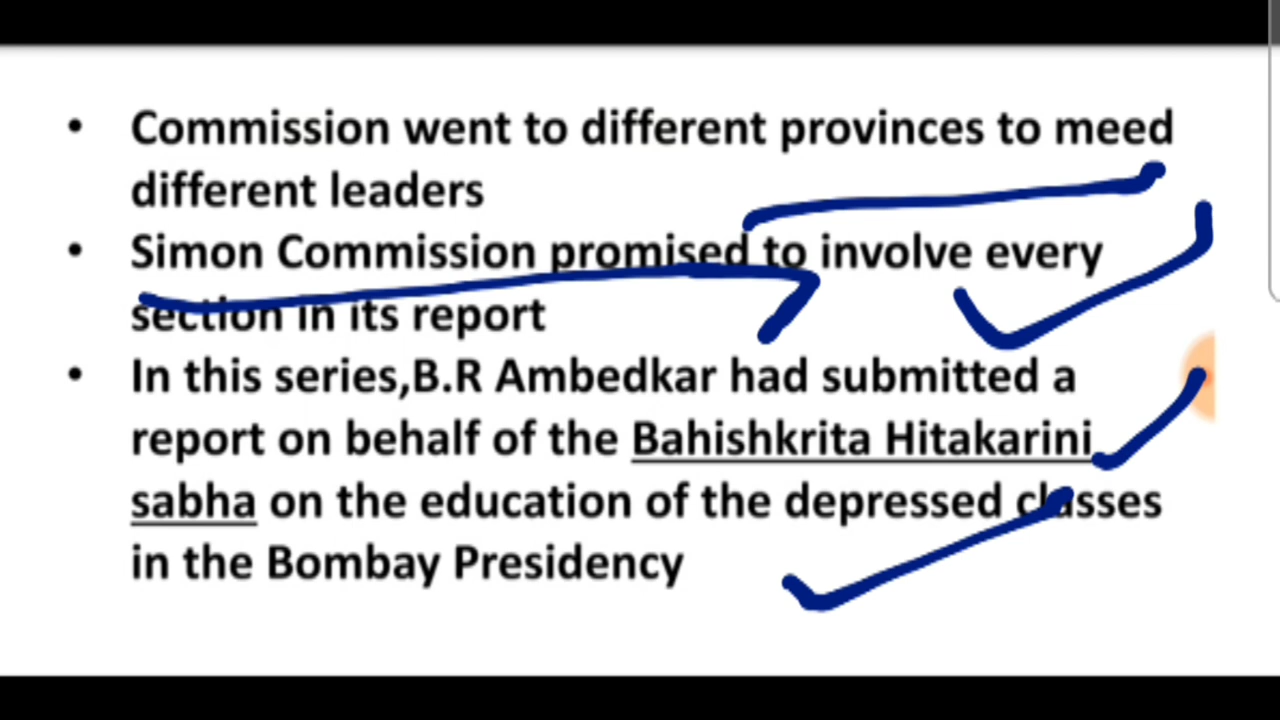 • Commission went to different provinces to meed
different leaders
• Simon Commission promised to involve every
section in its report
• In this series,B.R Ambedkar had submitted a
report on behalf of the Bahishkrita Hitakarini
sabha on the education of the depressed classes
in the Bombay Presidency